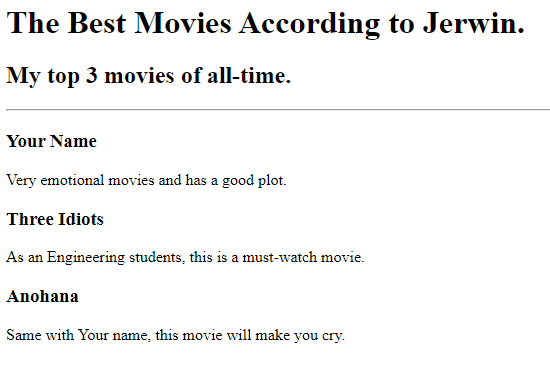 The Best Movies According to Jerwin.
My top 3 movies of all-time.
Your Name
Very emotional movies and has a good plot.
Three Idiots
As an Engineering students, this is a must-watch movie.
Anohana
Same with Your name, this movie will make you cry.